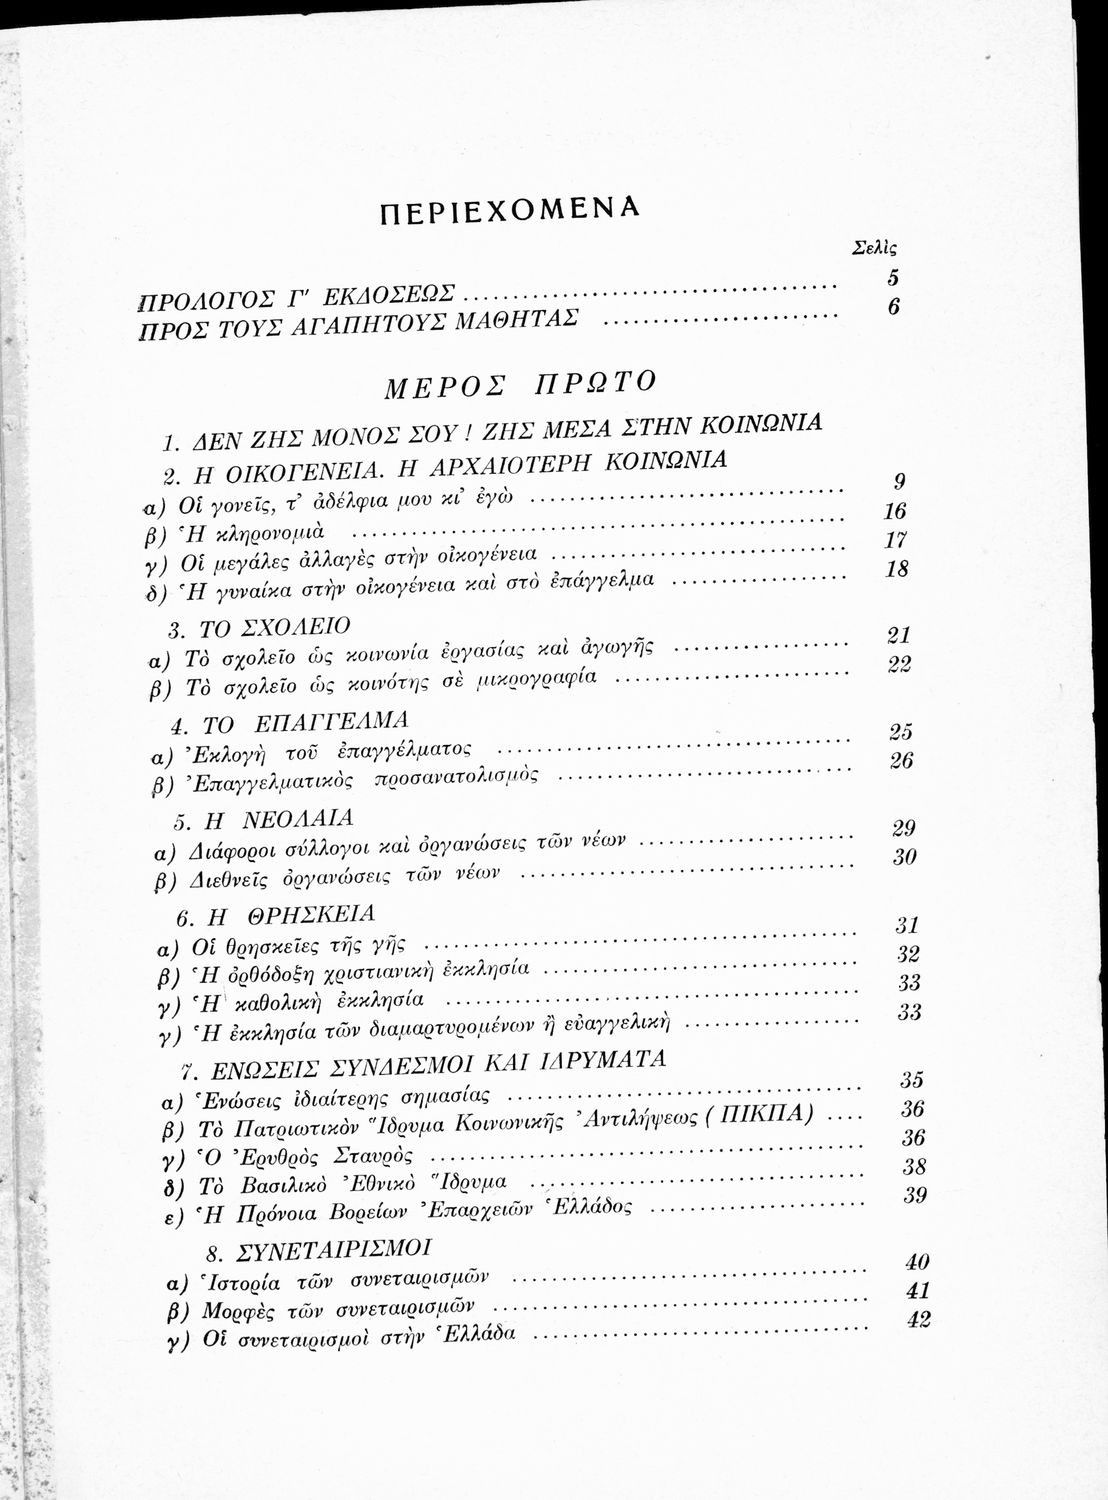 ΠΕΡΙΕΧΟΜΕΝΑ
Σελὶς
ΠΡΟΛΟΓΟΣ Γ' ΕΚΔΟΣΕΩΣ ........ 5
ΠΡΟΣ ΤΟΥΣ ΑΓΑΠΗΤΟΥΣ ΜΑΘΗΤΑΣ ........ 6
ΜΕΡΟΣ ΠΡΩΤΟ
1. ΔΕΝ ΖΗΣ ΜΟΝΟΣ ΣΟΥ! ΖΗΣ ΜΕΣΑ ΣΤΗΝ ΚΟΙΝΩΝΙΑ
2. Η ΟΙΚΟΓΕΝΕΙΑ. Η ΑΡΧΑΙΟΤΕΡΗ ΚΟΙΝΩΝΙΑ
α) Οἱ γονεῖς, τ' ἀδέλφια μου κι' ἐγὼ ........ 9
β) Ἡ κληρονομιὰ ........ 16
γ) Οἱ μεγάλες ἀλλαγὲς στὴν οἰκογένεια ........ 17
δ) Ἡ γυναίκα στὴν οἰκογένεια καὶ στὸ ἐπάγγελμα ........ 18
3. ΤΟ ΣΧΟΛΕΙΟ
α) Τὸ σχολεῖο ὡς κοινωνία ἐργασίας καὶ ἀγωγῆς ........ 21
β) Τὸ σχολεῖο ὡς κοινότης σὲ μικρογραφία ........ 22
4. ΤΟ ΕΠΑΓΓΕΛΜΑ
α) Ἐκλογὴ τοῦ ἐπαγγέλματος ........ 25
β) Ἐπαγγελματικὸς προσανατολισμὸς ........ 26
5. Η ΝΕΟΛΑΙΑ
α) Διάφοροι σύλλογοι καὶ ὀργανώσεις τῶν νέων ........ 29
β) Διεθνεῖς ὀργανώσεις τῶν νέων ........ 30
6. Η ΘΡΗΣΚΕΙΑ
α) Οἱ θρησκεῖες τῆς γῆς ........ 31
β) Ἡ ὀρθόδοξη χριστιανικὴ ἐκκλησία ........ 32
γ) Ἡ καθολικὴ ἐκκλησία ........ 33
γ) Ἡ ἐκκλησία τῶν διαμαρτυρομένων ἢ εὐαγγελικὴ ........ 33
7. ΕΝΩΣΕΙΣ ΣΥΝΔΕΣΜΟΙ ΚΑΙ ΙΔΡΥΜΑΤΑ
α) Ἑνώσεις ἰδιαίτερης σημασίας ........ 35
β) Τὸ Πατριωτικὸν Ἵδρυμα Κοινωνικῆς Ἀντιλήψεως (ΠΙΚΠΑ) .... 36
γ) Ὁ Ἐρυθρὸς Σταυρὸς ........ 36
δ) Τὸ Βασιλικὸ Ἐθνικὸ Ἵδρυμα ........ 38
ε) Ἡ Πρόνοια Βορείων Ἐπαρχειῶν Ἑλλάδος ........ 39
8. ΣΥΝΕΤΑΙΡΙΣΜΟΙ
α) Ἱστορία τῶν συνεταιρισμῶν ........ 40
β) Μορφὲς τῶν συνεταιρισμῶν ........ 41
γ) Οἱ συνεταιρισμοὶ στὴν Ἑλλάδα ........ 42